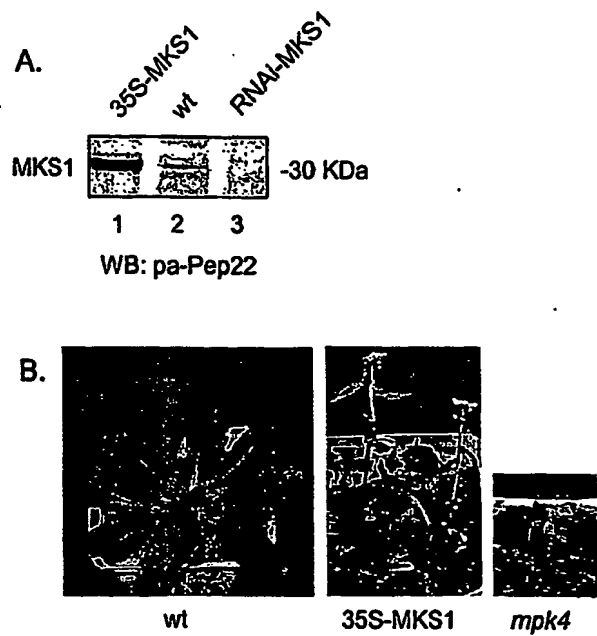 A.
35S-MKS1
wt
RNAi-MKS1
MKS1
-30 KDa
1 2 3
WB: pa-Pep22
B.
wt 35S-MKS1 mpk4